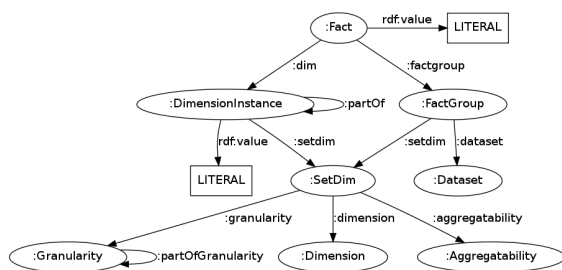 :Fact
rdf:value
LITERAL
:dim
:factgroup
:DimensionInstance
:partOf
:FactGroup
rdf:value
:setdim
:setdim
:dataset
LITERAL
:SetDim
:Dataset
:granularity
:dimension
:aggregatability
:Granularity
:partOfGranularity
:Dimension
:Aggregatability